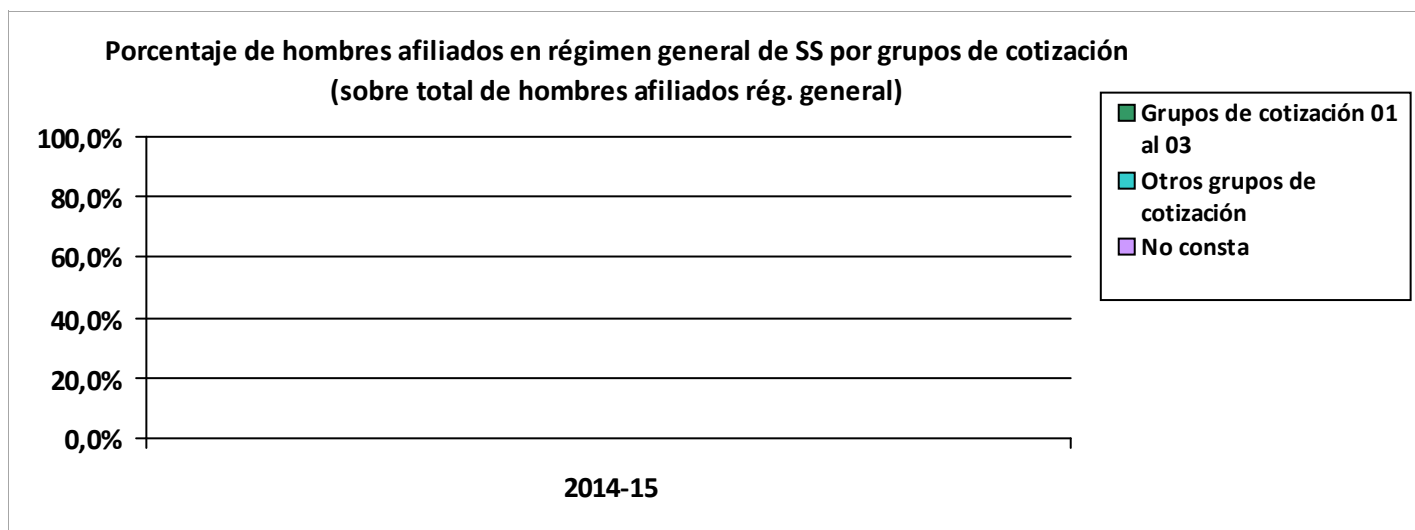 Porcentaje de hombres afiliados en régimen general de SS por grupos de cotización
(sobre total de hombres afiliados rég. general)
Grupos de cotización 01
al 03
Otros grupos de
cotización
No consta
100,0%
80,0%
60,0%
40,0%
20,0%
0,0%
2014-15